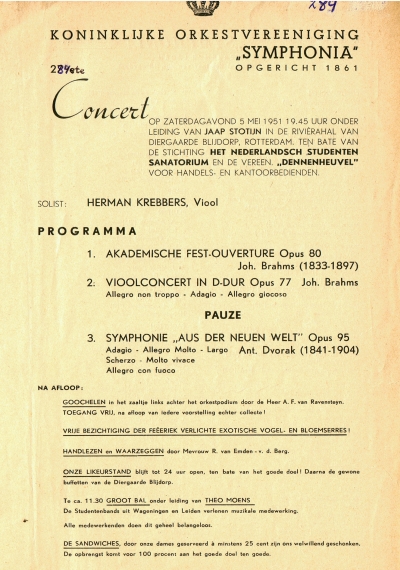 284
KONINKLIJKE ORKESTVEREENIGING
„SYMPHONIA"
OPGERICHT 1861
284ste
Concert
OP ZATERDAGAVOND 5 MEI 1951 19.45 UUR ONDER
LEIDING VAN JAAP STOTIJN IN DE RIVIÈRAHAL VAN
DIERGAARDE BLIJDORP, ROTTERDAM. TEN BATE VAN
DE STICHTING HET NEDERLANDSCH STUDENTEN
SANATORIUM EN DE VEREEN. „DENNENHEUVEL"
VOOR HANDELS- EN KANTOORBEDIENDEN.
SOLIST: HERMAN KREBBERS, Viool
PROGRAMMA
1. AKADEMISCHE FEST-OUVERTURE Opus 80
Joh. Brahms (1833-1897)
2. VIOOLCONCERT IN D-DUR Opus 77 Joh. Brahms
Allegro non troppo - Adagio - Allegro giocoso
PAUZE
3. SYMPHONIE „AUS DER NEUEN WELT" Opus 95
Adagio - Allegro Molto - Largo Ant. Dvorak (1841-1904)
Scherzo - Molto vivace
Allegro con fuoco
NA AFLOOP:
GOOCHELEN in het zaaltje links achter het orkestpodium door de Heer A. F. van Ravensteyn.
TOEGANG VRIJ, na afloop van iedere voorstelling echter collecte!
VRIJE BEZICHTIGING DER FEËERIEK VERLICHTE EXOTISCHE VOGEL- EN BLOEMSERRES!
HANDLEZEN en WAARZEGGEN door Mevrouw R. van Emden - v. d. Berg.
ONZE LIKEURSTAND blijft tot 24 uur open, ten bate van het goede doel! Daarna de gewone
buffetten van de Diergaarde Blijdorp.
Te ca. 11.30 GROOT BAL onder leiding van THEO MOENS
De Studentenbands uit Wageningen en Leiden verlenen muzikale medewerking.
Alle medewerkenden doen dit geheel belangeloos.
DE SANDWICHES, door onze dames geserveerd à minstens 25 cent zijn ons welwillend geschonken.
De opbrengst komt voor 100 procent aan het goede doel ten goede.